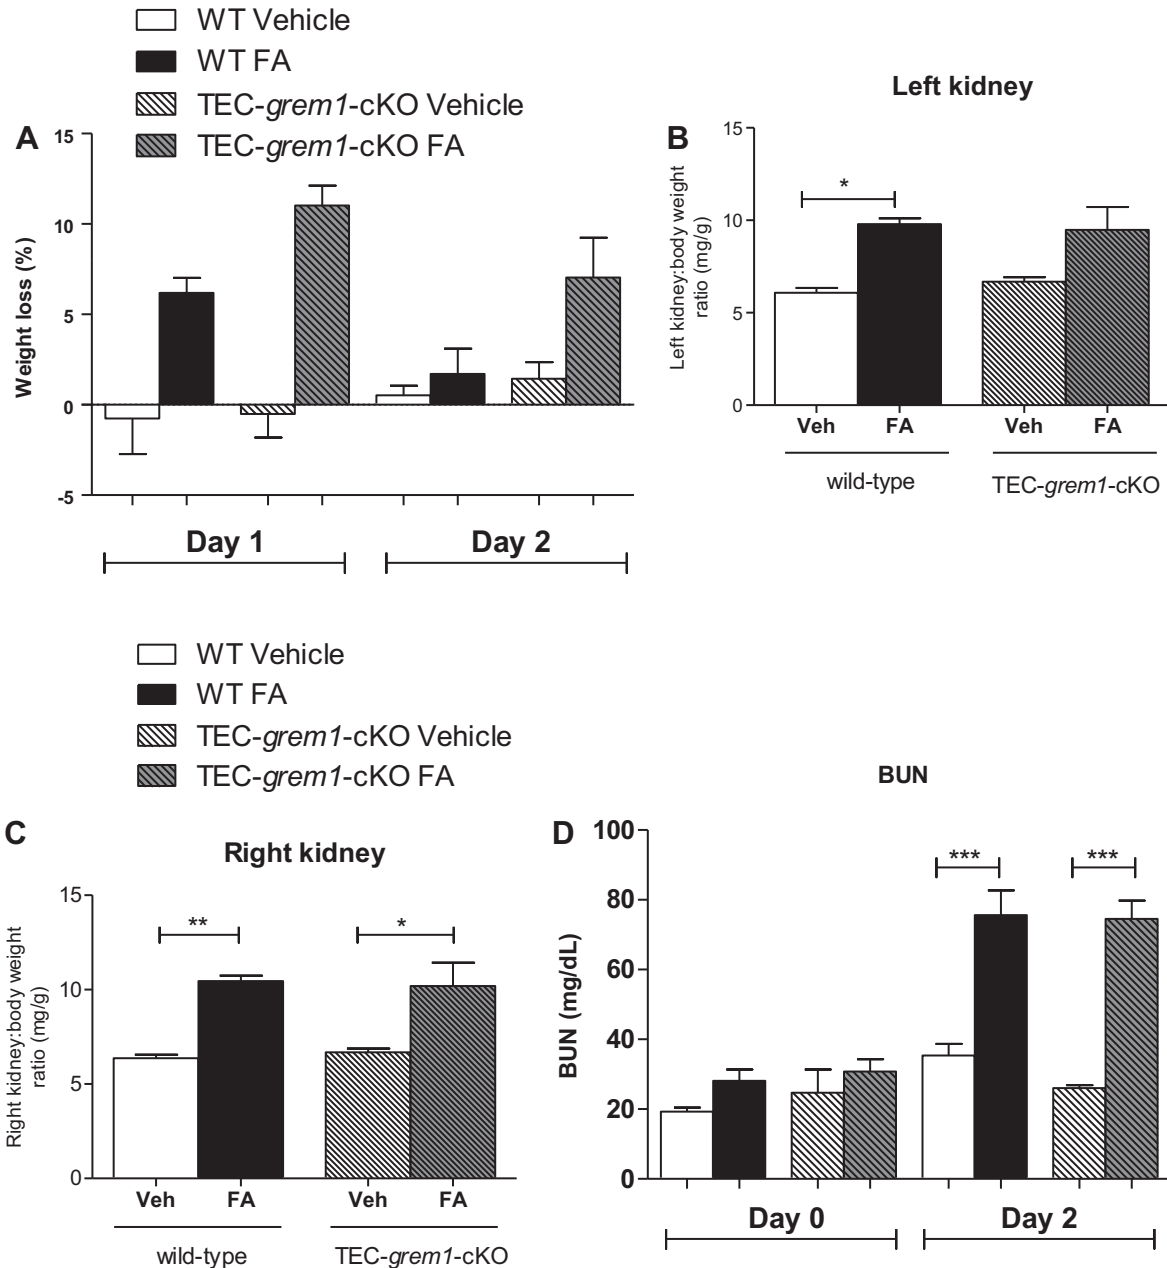 WT Vehicle
WT FA
TEC-grem1-cKO Vehicle
TEC-grem1-cKO FA
A
Weight loss (%)
15
10
5
0
-5
Day 1
Day 2
B
Left kidney
Left kidney:body weight
ratio (mg/g)
15
10
5
0
*
Veh
FA
Veh
FA
wild-type
TEC-grem1-cKO
WT Vehicle
WT FA
TEC-grem1-cKO Vehicle
TEC-grem1-cKO FA
C
Right kidney
Right kidney:body weight
ratio (mg/g)
15
10
5
0
**
*
Veh
FA
Veh
FA
wild-type
TEC-grem1-cKO
D
BUN
BUN (mg/dL)
100
80
60
40
20
0
***
***
Day 0
Day 2